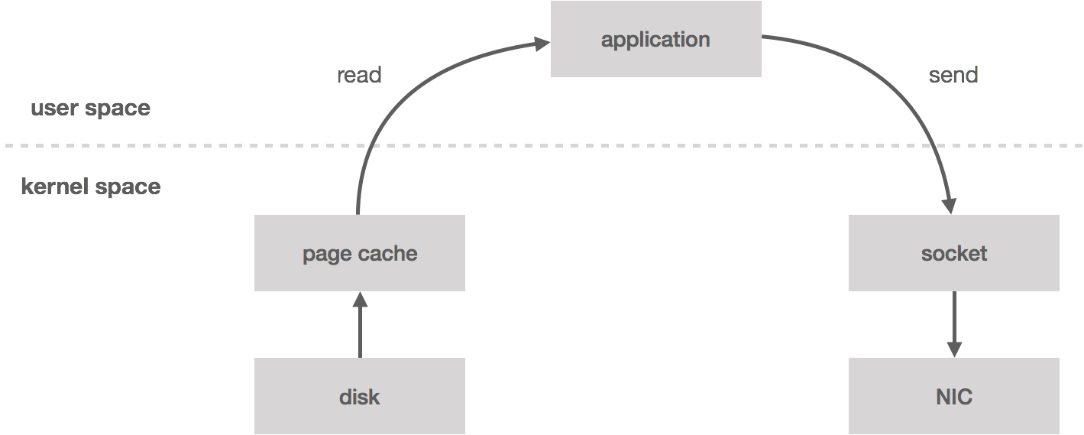 application
read
send
user space
kernel space
page cache
socket
disk
NIC